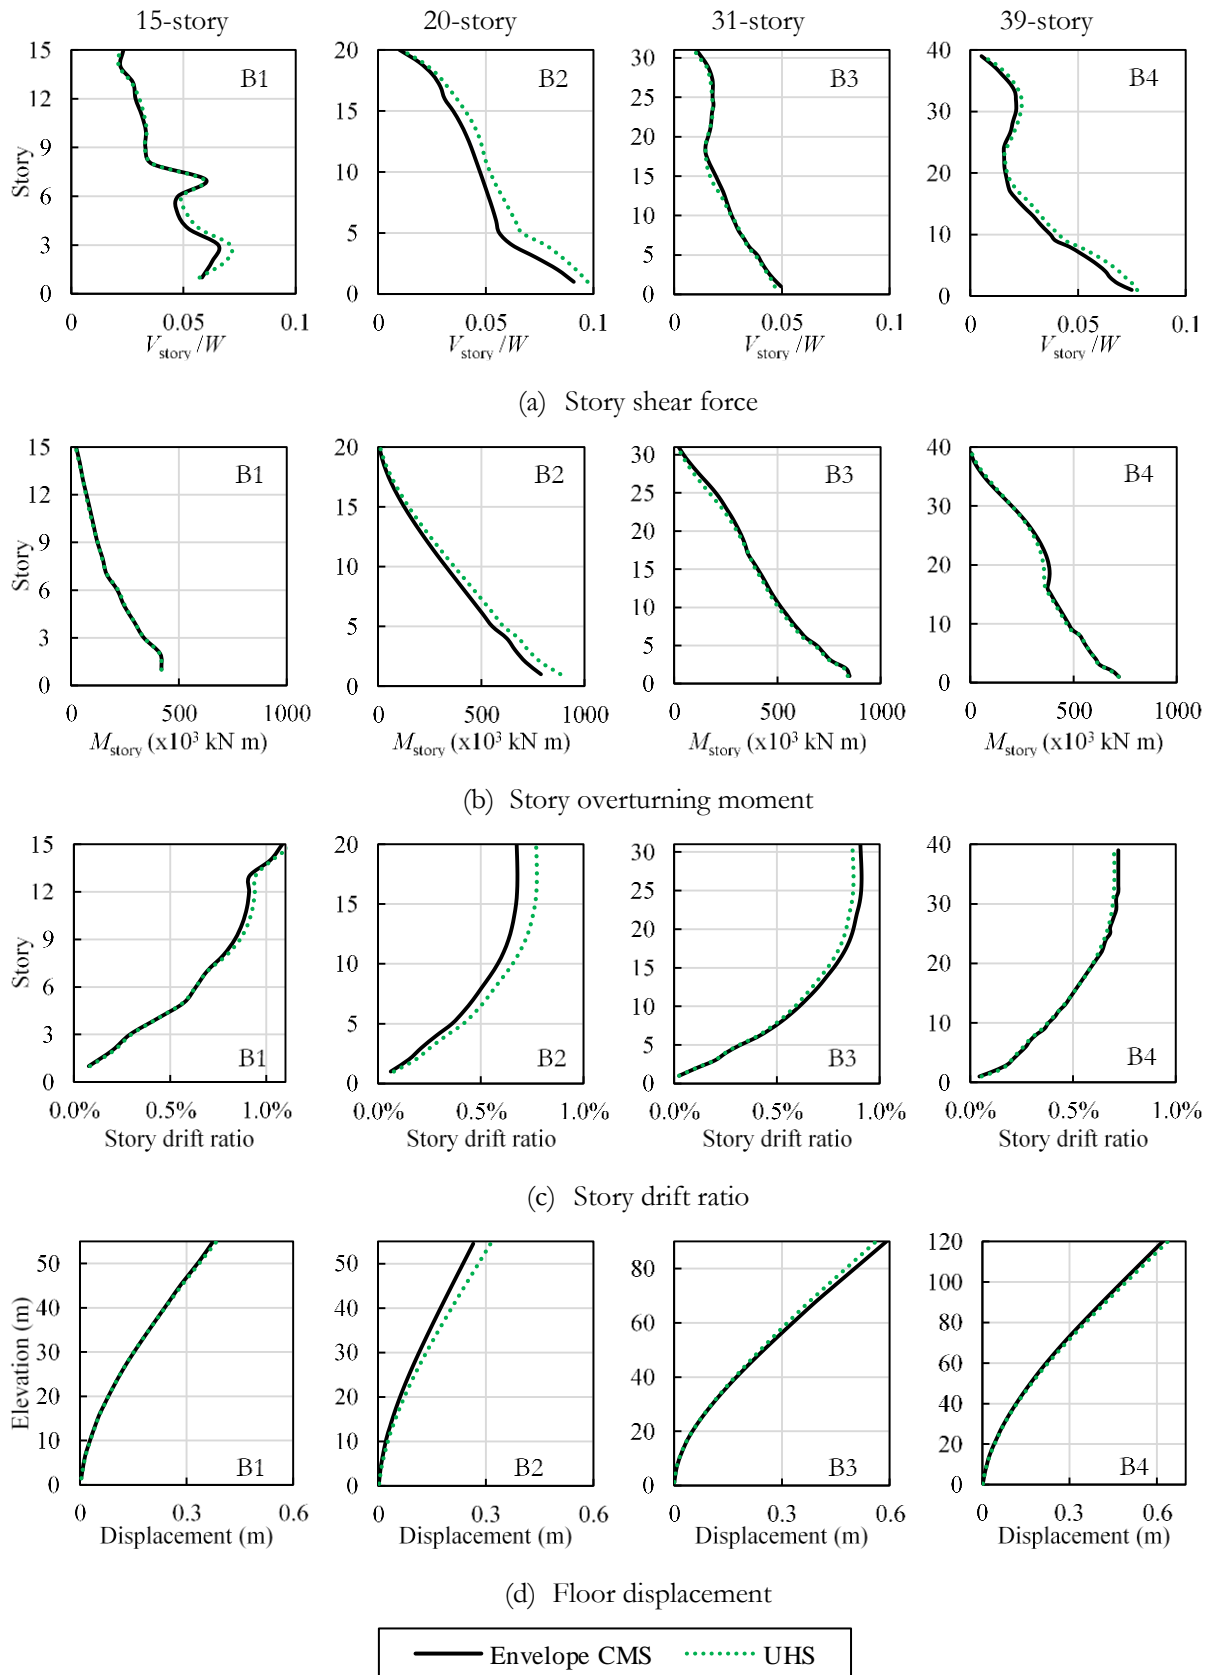 15-story 20-story 31-story 39-story
15 20 30 40
12 15 25 30
9 10 20 20
6 5 15 10
3 0 10 0
0 5
0
Story
B1 B2 B3 B4
0 0.05 0.1 0 0.05 0.1 0 0.05 0.1 0 0.05 0.1
V story /W V story /W V story /W V story /W
(a) Story shear force
15 20 30 40
12 15 25 30
9 10 20 20
6 5 15 10
3 0 10 0
0 5
0
Story
B1 B2 B3 B4
0 500 1000 0 500 1000 0 500 1000 0 500 1000
M story (x10³ kN m) M story (x10³ kN m) M story (x10³ kN m) M story (x10³ kN m)
(b) Story overturning moment
15 20 30 40
12 15 25 30
9 10 20 20
6 5 15 10
3 0 10 0
0 5
0
Story
B1 B2 B3 B4
0.0% 0.5% 1.0% 0.0% 0.5% 1.0% 0.0% 0.5% 1.0% 0.0% 0.5% 1.0%
Story drift ratio Story drift ratio Story drift ratio Story drift ratio
(c) Story drift ratio
50 50 80 120
40 40 60 100
30 30 40 80
20 20 20 60
10 10 0 40
0 0 20
0
Elevation (m)
B1 B2 B3 B4
0 0.3 0.6 0 0.3 0.6 0 0.3 0.6 0 0.3 0.6
Displacement (m) Displacement (m) Displacement (m) Displacement (m)
(d) Floor displacement
Envelope CMS UHS